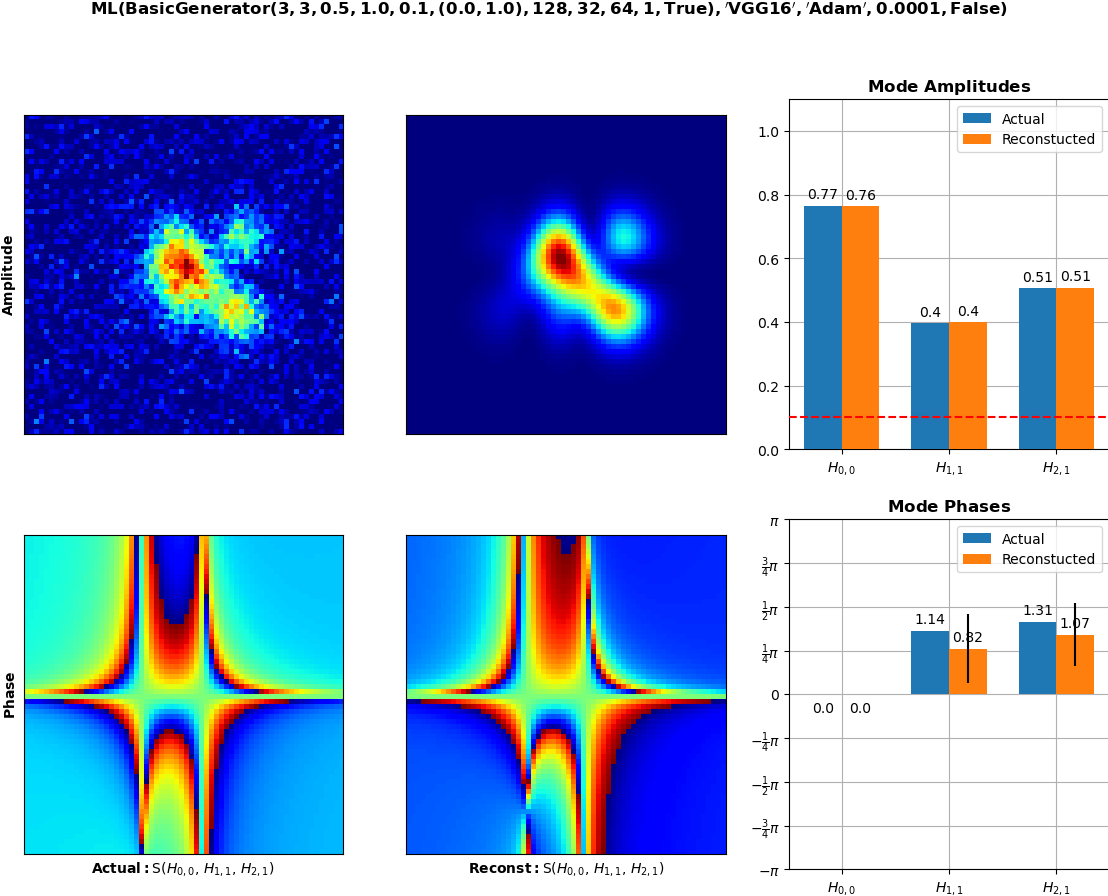 ML(BasicGenerator(3, 3, 0.5, 1.0, 0.1, (0.0, 1.0), 128, 32, 64, 1, True), ′VGG16′, ′Adam′, 0.0001, False)
Amplitude
Mode Amplitudes
Actual
Reconstucted
1.0
0.8
0.6
0.4
0.2
0.0
0.77 0.76
0.4 0.4
0.51 0.51
H0,0 H1,1 H2,1
Phase
Actual: S(H0,0, H1,1, H2,1)
Reconst: S(H0,0, H1,1, H2,1)
Mode Phases
Actual
Reconstucted
π
3/4π
1/2π
1/4π
0
−1/4π
−1/2π
−3/4π
−π
0.0 0.0
1.14 0.82
1.31 1.07
H0,0 H1,1 H2,1